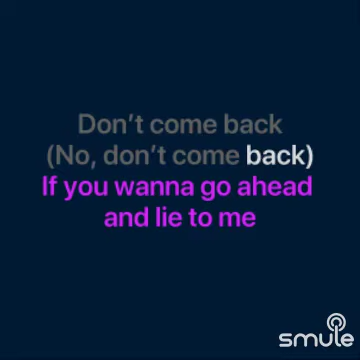 Don't come back
(No, don't come back)
If you wanna go ahead
and lie to me
smule